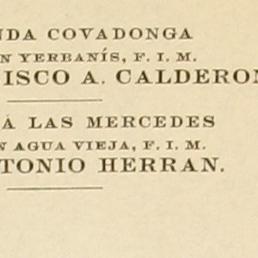 NDA COVADONGA
N YERBANÍS, F. I. M.
ISCO A. CALDERON
Á LAS MERCEDES
N AGUA VIEJA, F. I. M.
TONIO HERRAN.